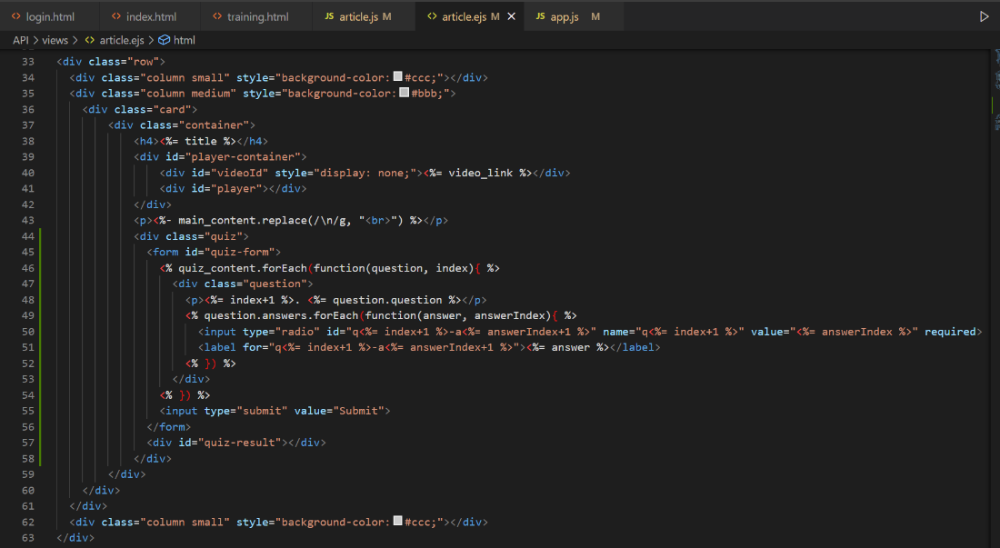 login.html index.html training.html JS article.js M article.ejs M JS app.js M
API > views > article.ejs > html
33 <div class="row">
34 <div class="column small" style="background-color:#ccc;"></div>
35 <div class="column medium" style="background-color:#bbb;">
36 <div class="card">
37 <div class="container">
38 <h4><%= title %></h4>
39 <div id="player-container">
40 <div id="videoId" style="display: none;"><%= video_link %></div>
41 <div id="player"></div>
42 </div>
43 <p><%- main_content.replace(/\n/g, "<br>") %></p>
44 <div class="quiz">
45 <form id="quiz-form">
46 <% quiz_content.forEach(function(question, index){ %>
47 <div class="question">
48 <p><%= index+1 %>. <%= question.question %></p>
49 <% question.answers.forEach(function(answer, answerIndex){ %>
50 <input type="radio" id="q<%= index+1 %>-a<%= answerIndex+1 %>" name="q<%= index+1 %>" value="<%= answerIndex %>" required>
51 <label for="q<%= index+1 %>-a<%= answerIndex+1 %>"><%= answer %></label>
52 <% }) %>
53 </div>
54 <% }) %>
55 <input type="submit" value="Submit">
56 </form>
57 <div id="quiz-result"></div>
58 </div>
59 </div>
60 </div>
61 </div>
62 <div class="column small" style="background-color:#ccc;"></div>
63 </div>